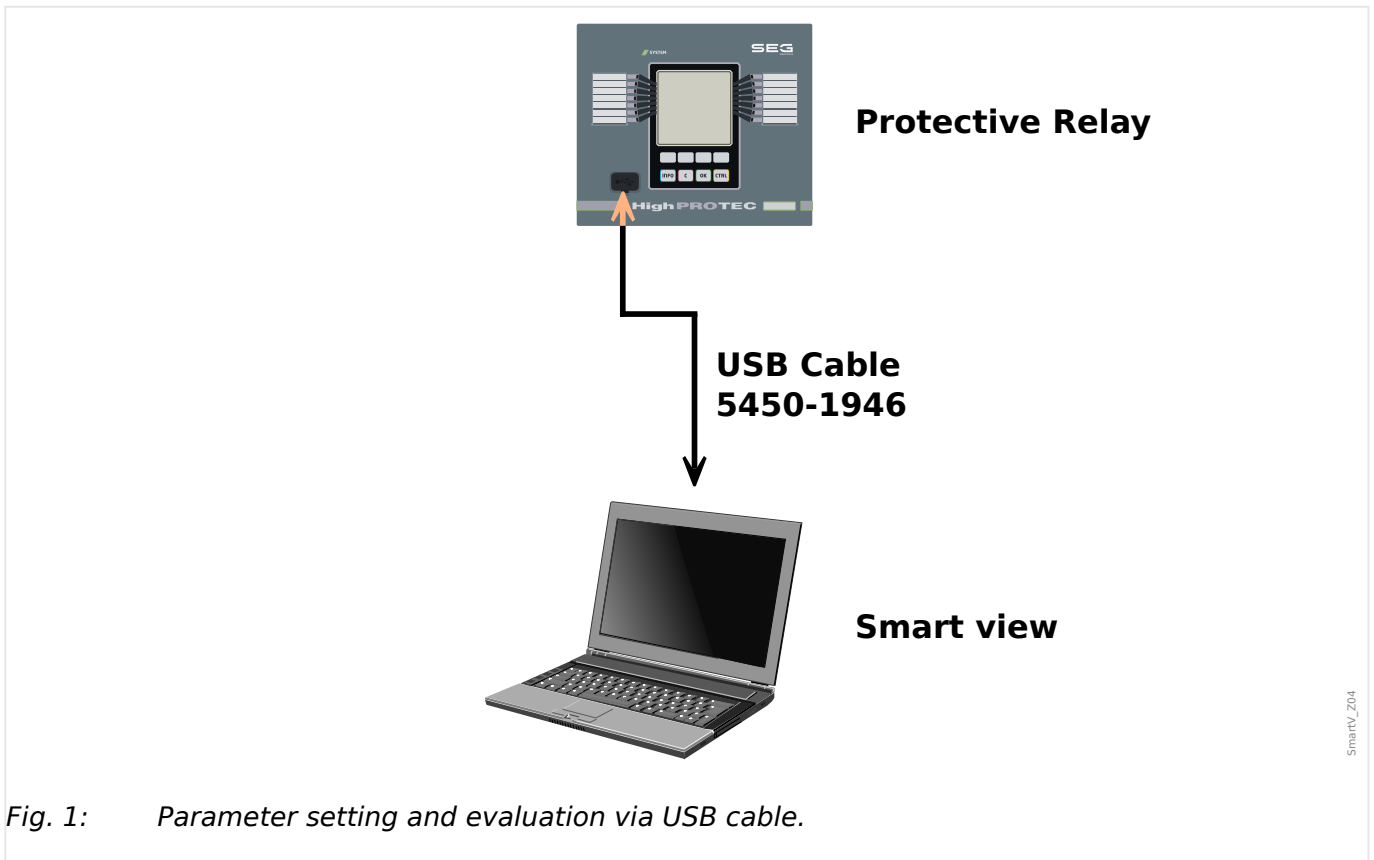 SYSTEM
SEG
Protective Relay
INFO C OK CTRL
HighPROTEC
USB Cable
5450-1946
Smart view
SmartV_Z04
Fig. 1: Parameter setting and evaluation via USB cable.